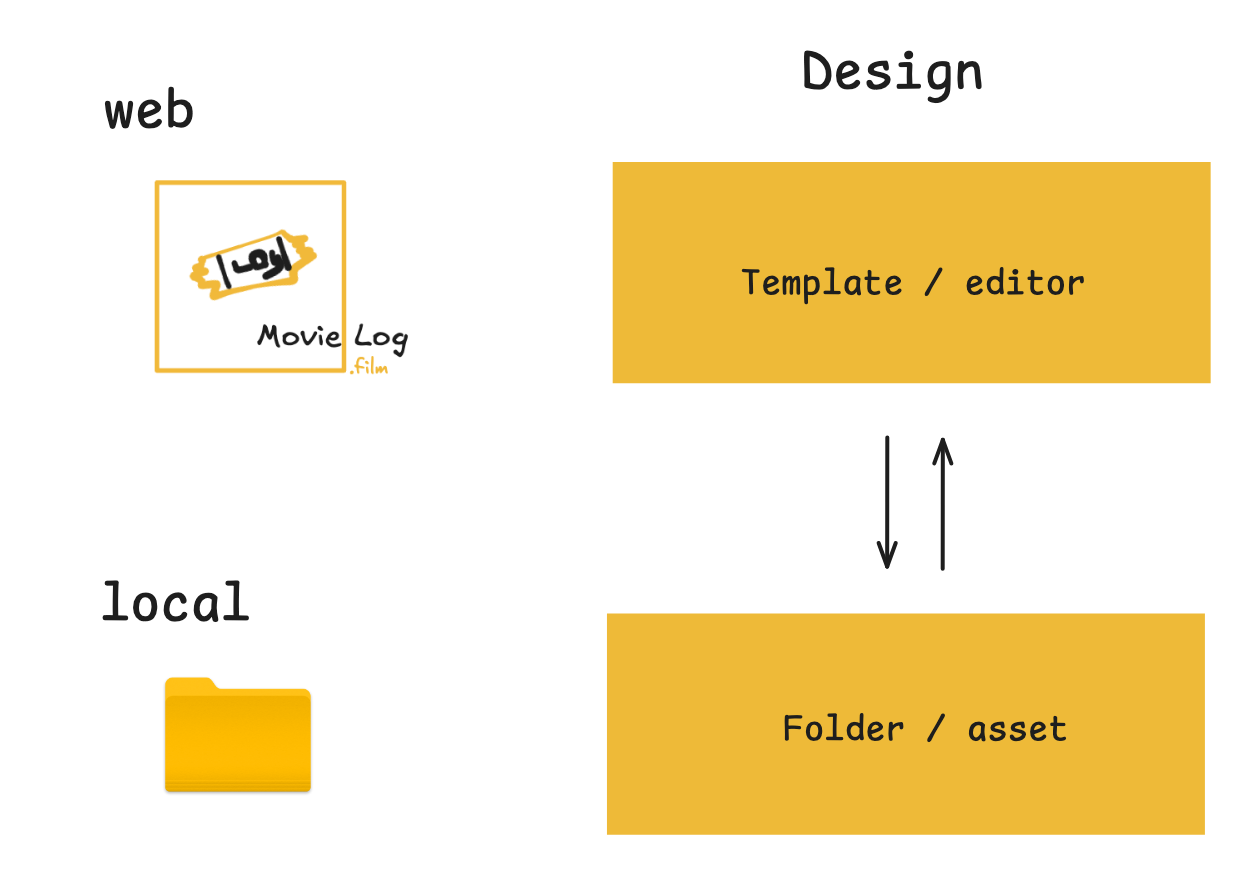 Design
web
Template / editor
Movie Log
.film
local
Folder / asset